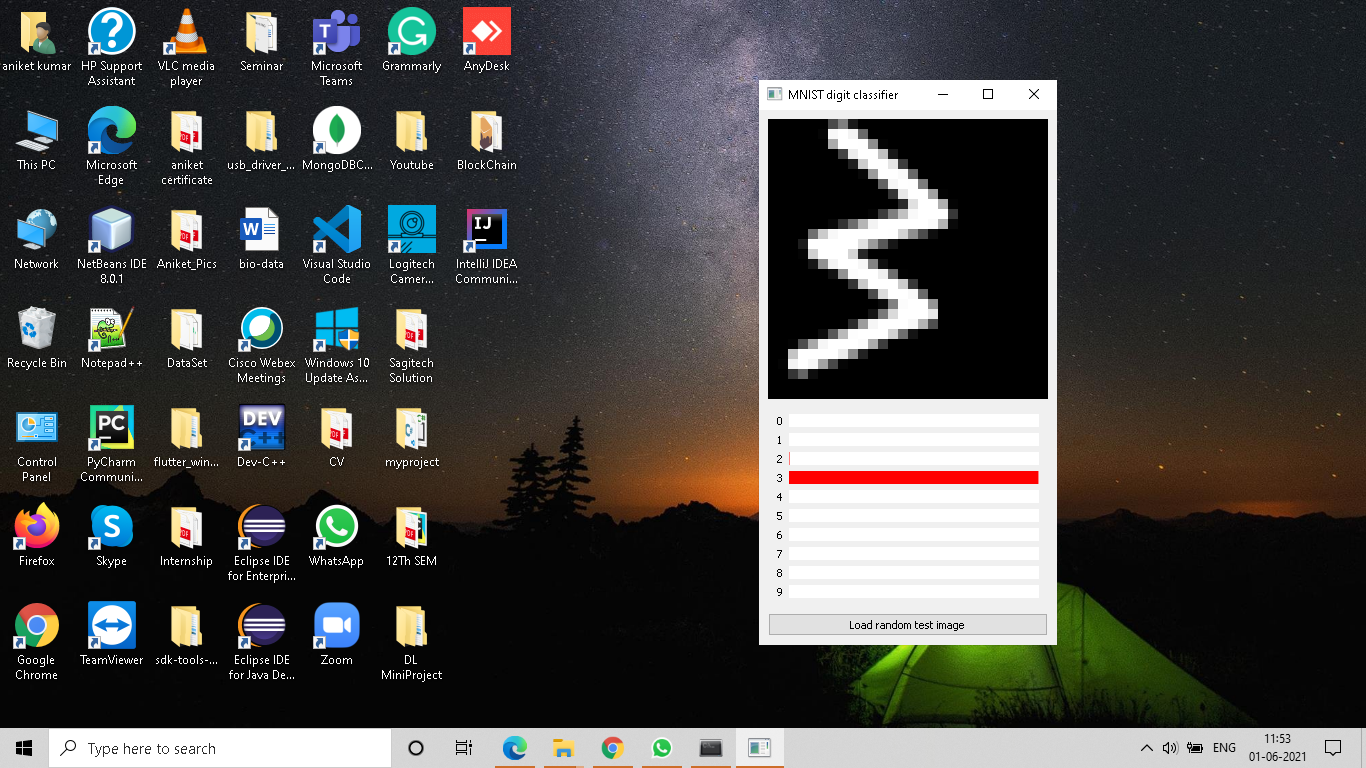 aniket kumar
HP Support
Assistant
VLC media
player
Seminar
Microsoft
Teams
Grammarly
AnyDesk
This PC
Microsoft
Edge
aniket
certificate
usb_driver_...
MongoDBC...
Youtube
BlockChain
Network
NetBeans IDE
8.0.1
Aniket_Pics
bio-data
Visual Studio
Code
Logitech
Camer...
IntelliJ IDEA
Communi...
Recycle Bin
Notepad++
DataSet
Cisco Webex
Meetings
Windows 10
Update As...
Sagitech
Solution
Control
Panel
PyCharm
Communi...
flutter_win...
Dev-C++
CV
myproject
Firefox
Skype
Internship
Eclipse IDE
for Enterpri...
WhatsApp
12Th SEM
Google
Chrome
TeamViewer
sdk-tools-...
Eclipse IDE
for Java De...
Zoom
DL
MiniProject
MNIST digit classifier
3
0
1
2
3
4
5
6
7
8
9
Load random test image
Type here to search
ENG
11:53
01-06-2021